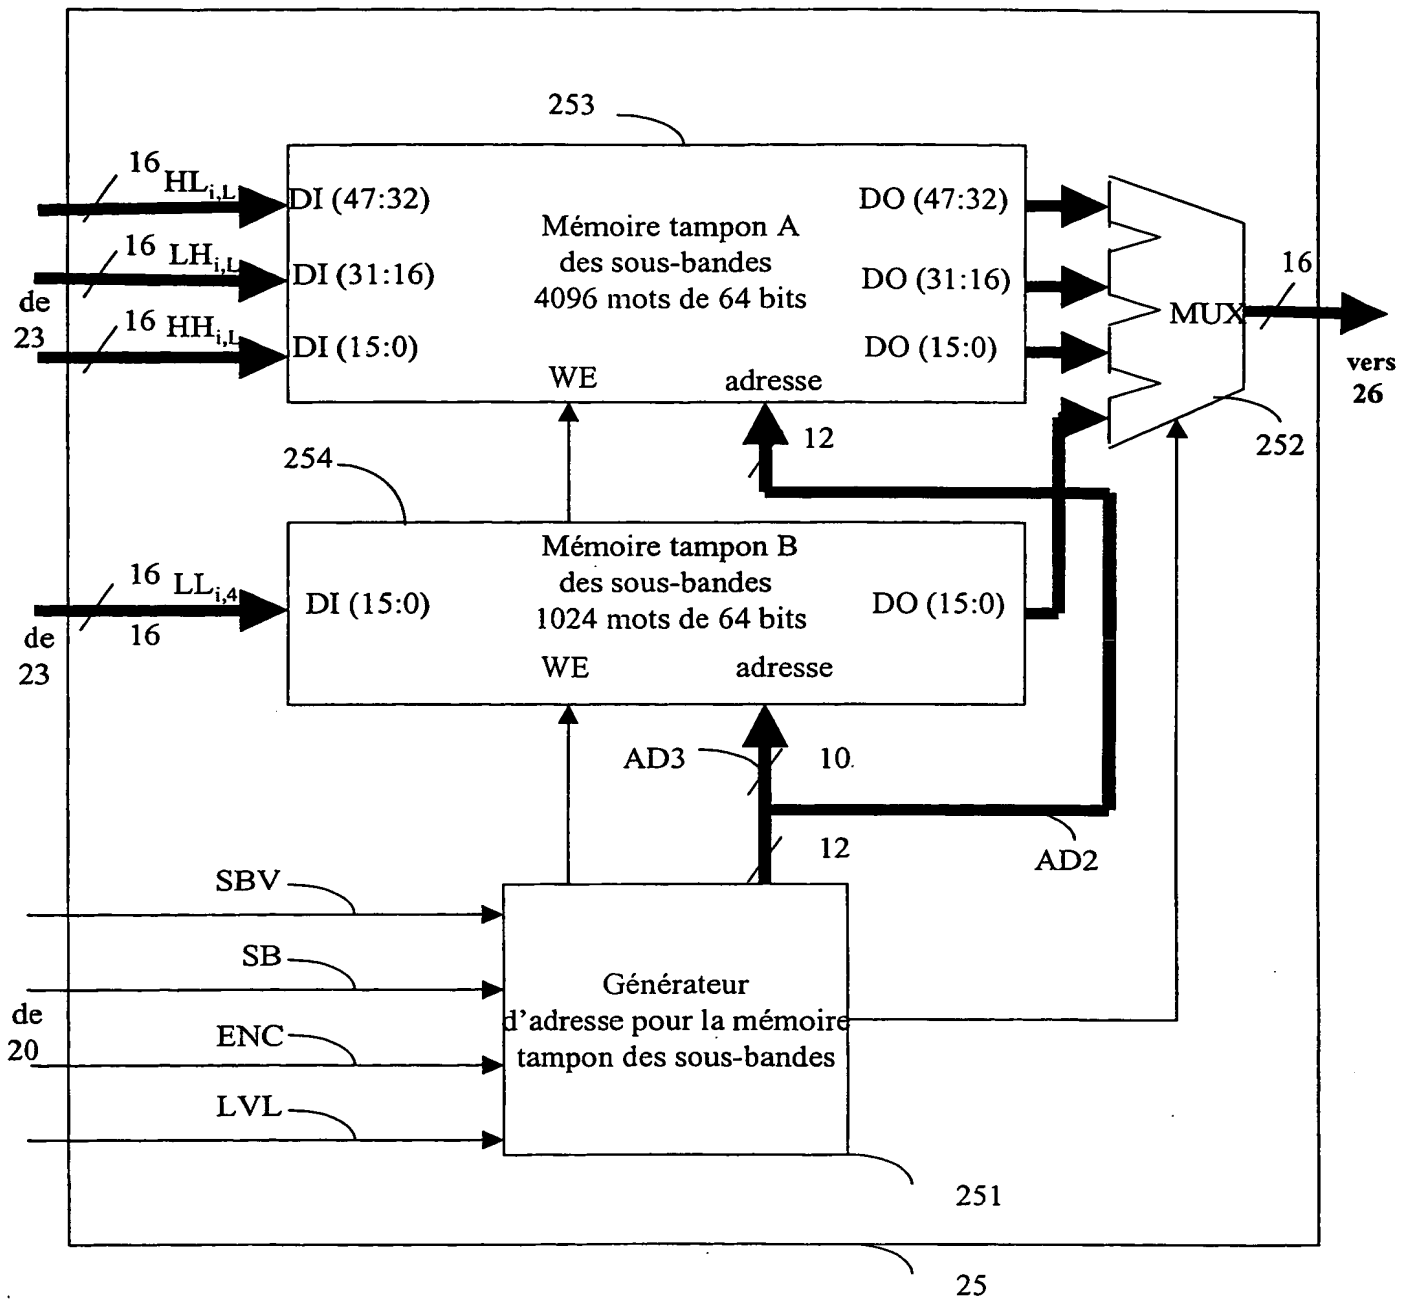 253
16 HL i,L
DI (47:32)
DO (47:32)
Mémoire tampon A
des sous-bandes
4096 mots de 64 bits
16 LH i,L
DI (31:16)
DO (31:16)
de
23
16 HH i,L
DI (15:0)
DO (15:0)
WE
adresse
MUX
16
vers
26
12
252
254
Mémoire tampon B
des sous-bandes
1024 mots de 64 bits
16 LL i,4
16
DI (15:0)
DO (15:0)
de
23
WE
adresse
AD3
10
12
AD2
SBV
SB
de
20
ENC
LVL
Générateur
d'adresse pour la mémoire
tampon des sous-bandes
251
25